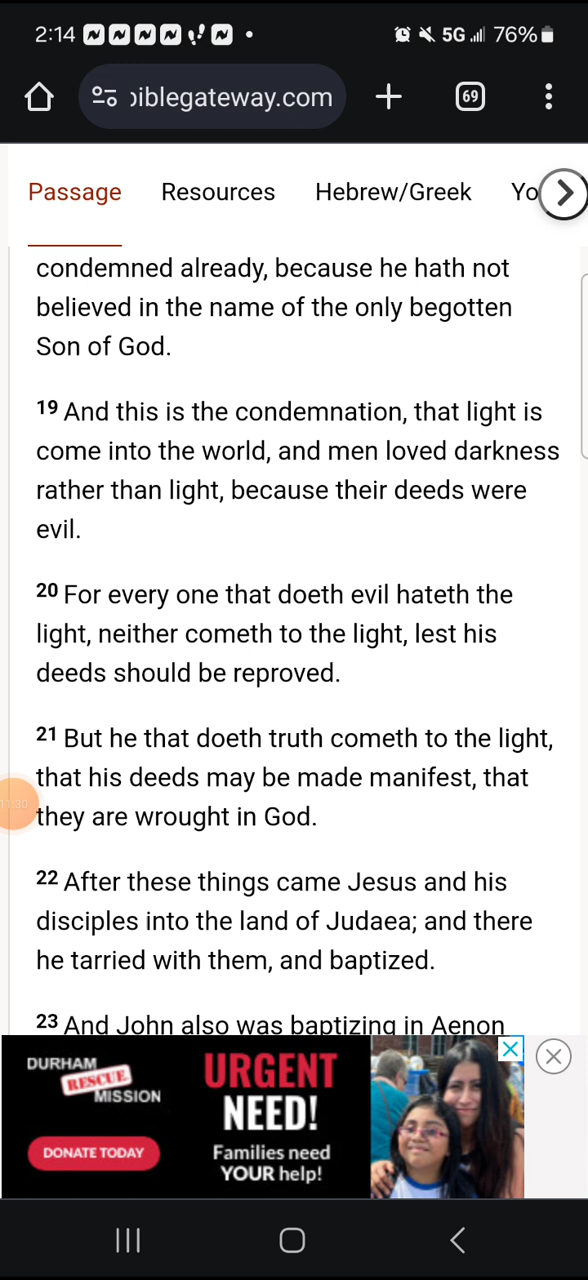 2:14
5G 76%
biblegateway.com
69
Passage Resources Hebrew/Greek Yo
condemned already, because he hath not
believed in the name of the only begotten
Son of God.
19 And this is the condemnation, that light is
come into the world, and men loved darkness
rather than light, because their deeds were
evil.
20 For every one that doeth evil hateth the
light, neither cometh to the light, lest his
deeds should be reproved.
21 But he that doeth truth cometh to the light,
that his deeds may be made manifest, that
11:30
they are wrought in God.
22 After these things came Jesus and his
disciples into the land of Judaea; and there
he tarried with them, and baptized.
23 And John also was baptizing in Aenon
DURHAM
RESCUE
MISSION
DONATE TODAY
URGENT
NEED!
Families need
YOUR help!